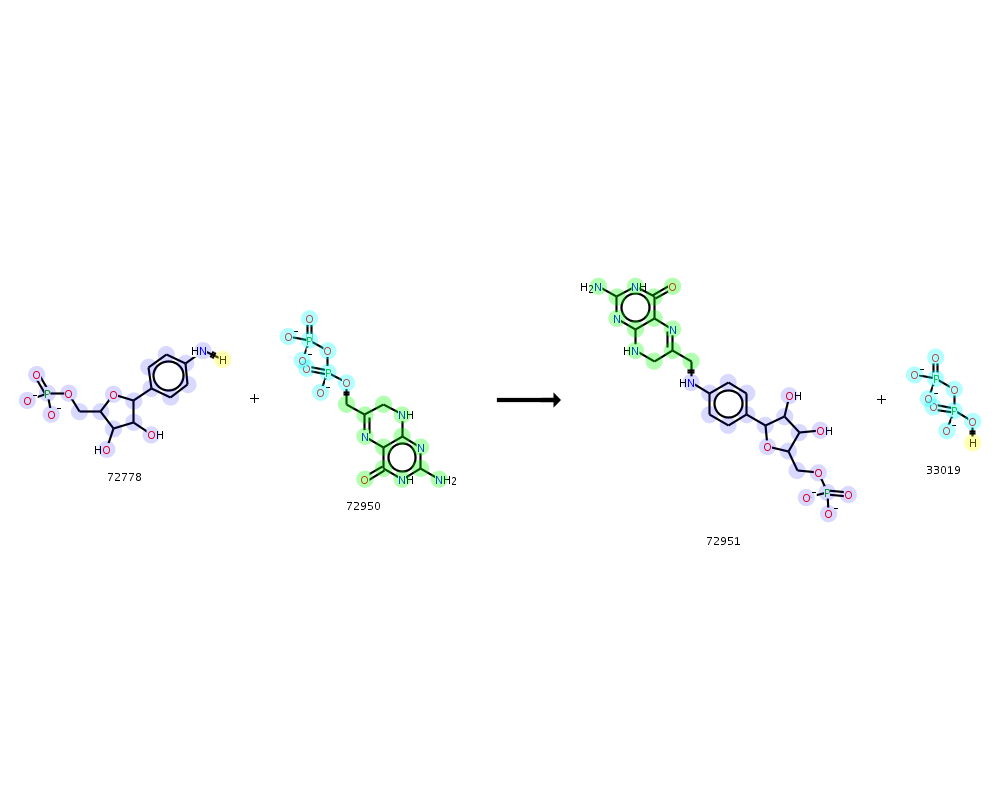 72778
+
72950
72951
+
33019
HN
H
O
P
O
O-
O-
O
HO
OH
O
O-
P
O
O-
O
P
O
O-
NH
N
N
O
NH
NH2
H2N
NH
O
N
N
HN
HN
OH
OH
O
O
O-
P
O
O-
O
O-
P
O
O-
O
P
O
O-
H